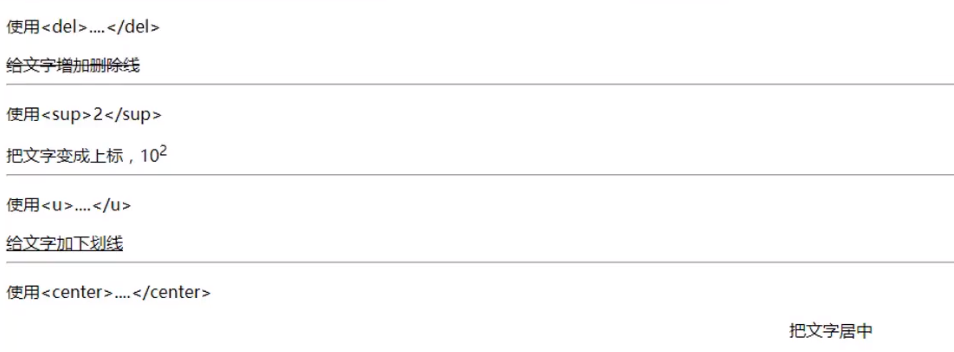 使用<del>....</del>
给文字增加删除线
使用<sup>2</sup>
把文字变成上标，10²
使用<u>....</u>
给文字加下划线
使用<center>....</center>
把文字居中